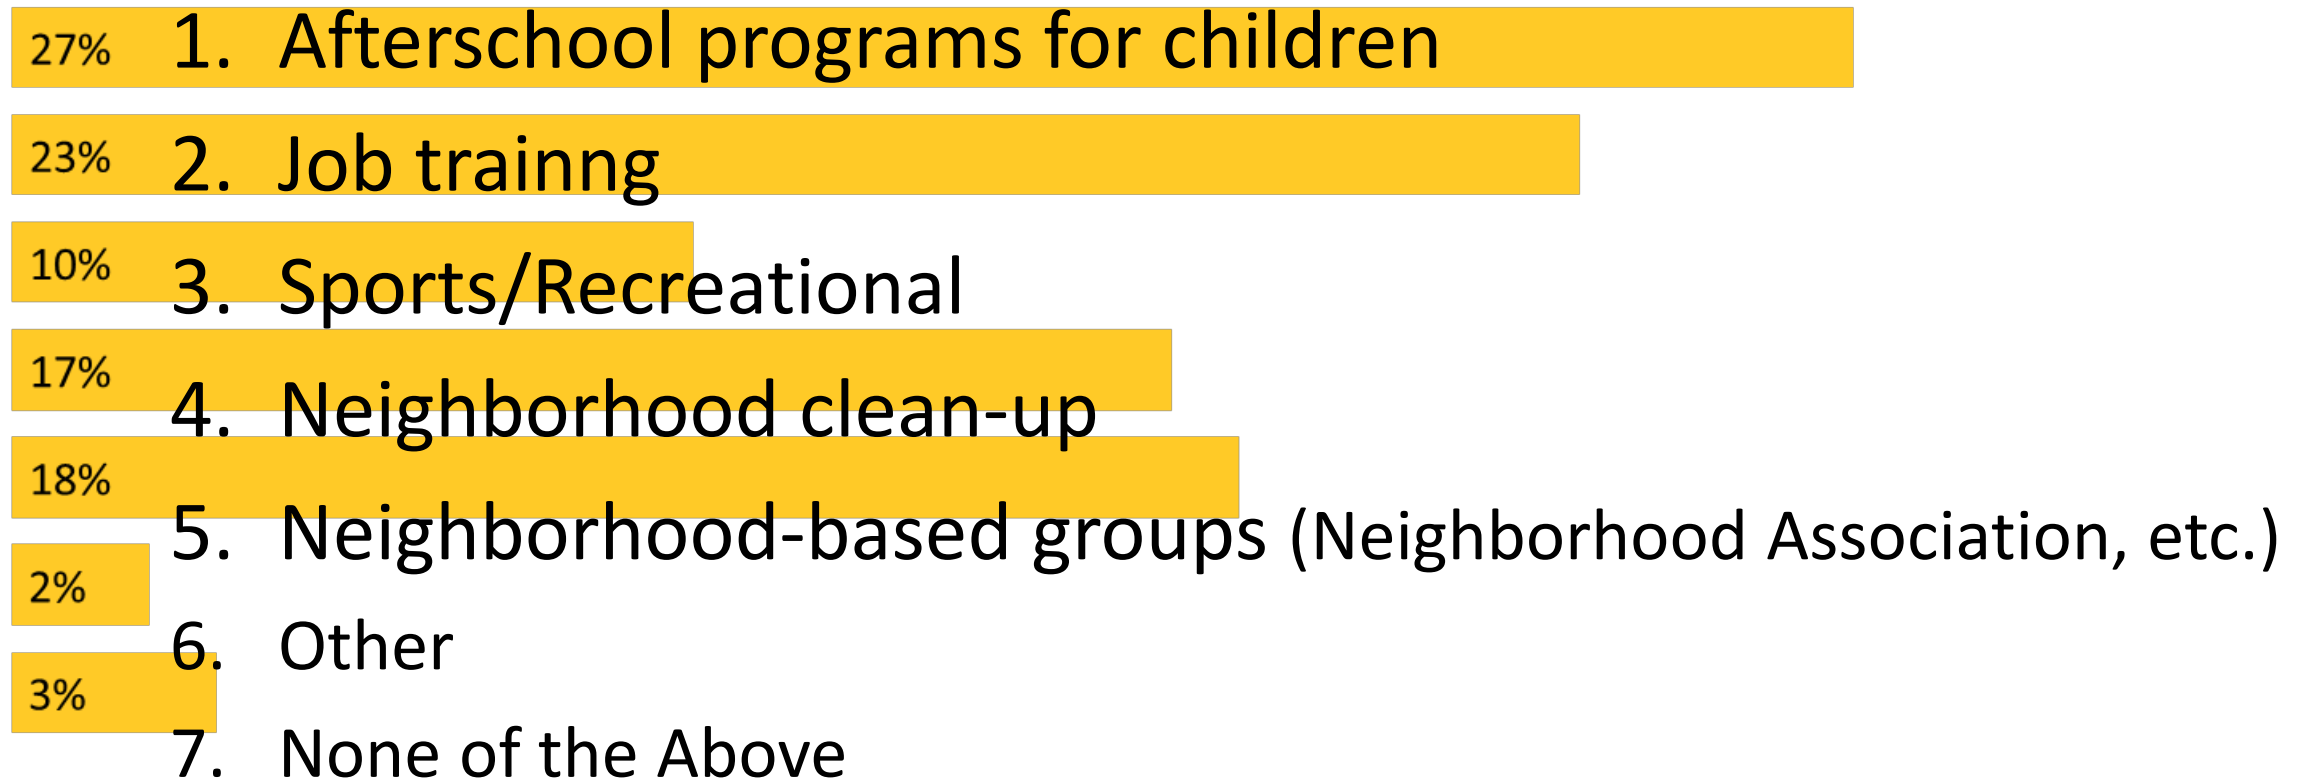 27% 1. Afterschool programs for children
23% 2. Job trainng
10% 3. Sports/Recreational
17% 4. Neighborhood clean-up
18% 5. Neighborhood-based groups (Neighborhood Association, etc.)
2% 6. Other
3% 7. None of the Above